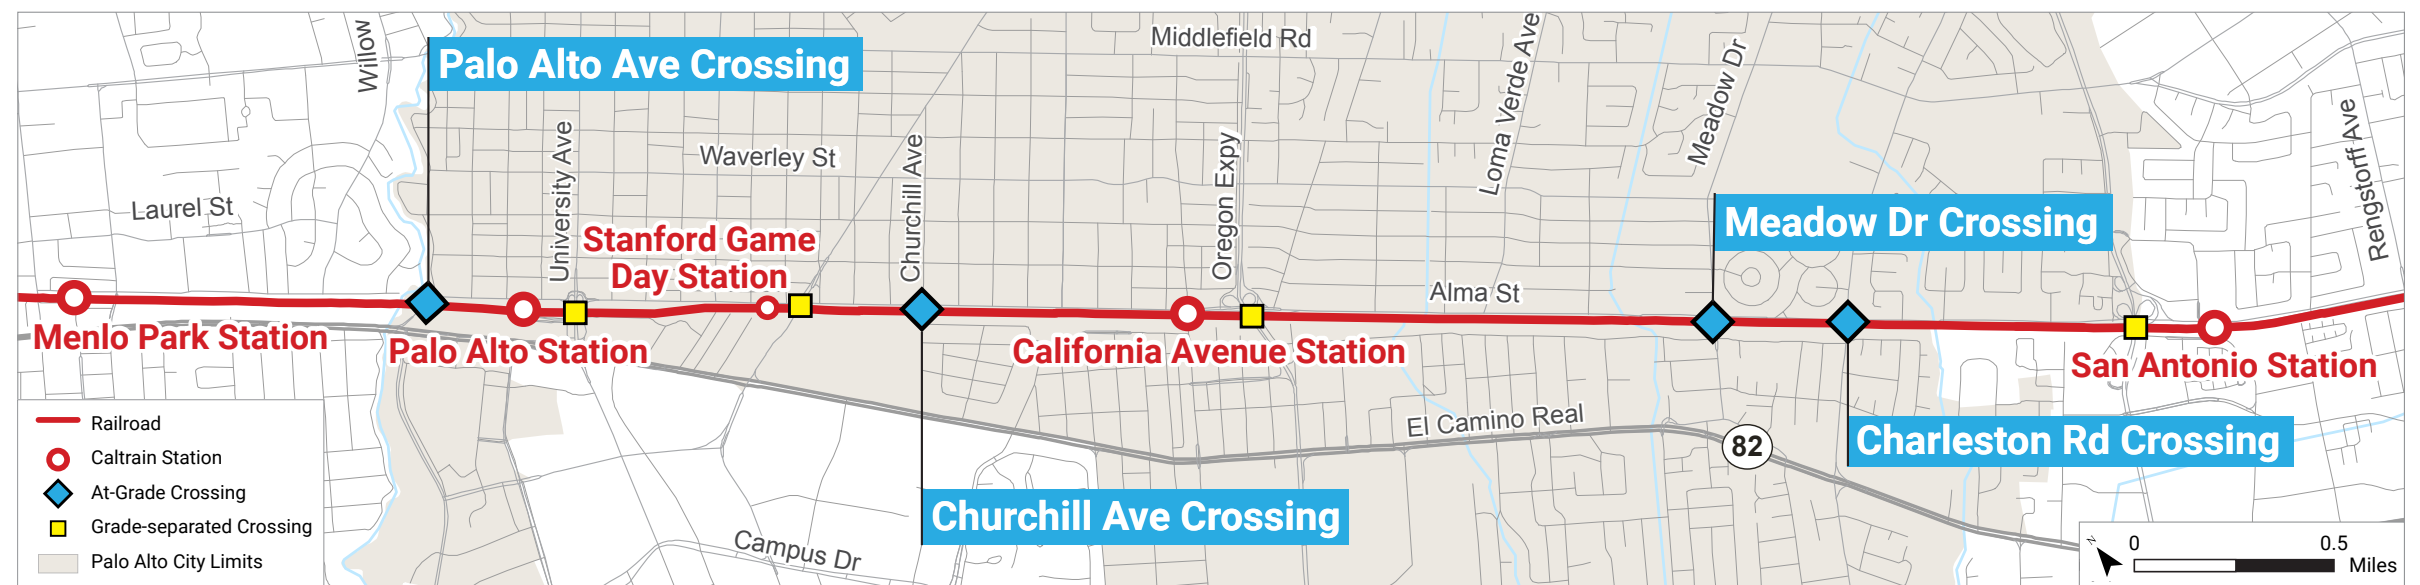 Willow
Middlefield Rd
Palo Alto Ave Crossing
Loma Verde Ave
Meadow Dr
Rengstorff Ave
University Ave
Waverley St
Churchill Ave
Oregon Expy
Laurel St
Stanford Game
Day Station
Meadow Dr Crossing
Alma St
Menlo Park Station
Palo Alto Station
California Avenue Station
San Antonio Station
El Camino Real
82
Charleston Rd Crossing
Churchill Ave Crossing
Campus Dr
Railroad
Caltrain Station
At-Grade Crossing
Grade-separated Crossing
Palo Alto City Limits
N
0 0.5
Miles